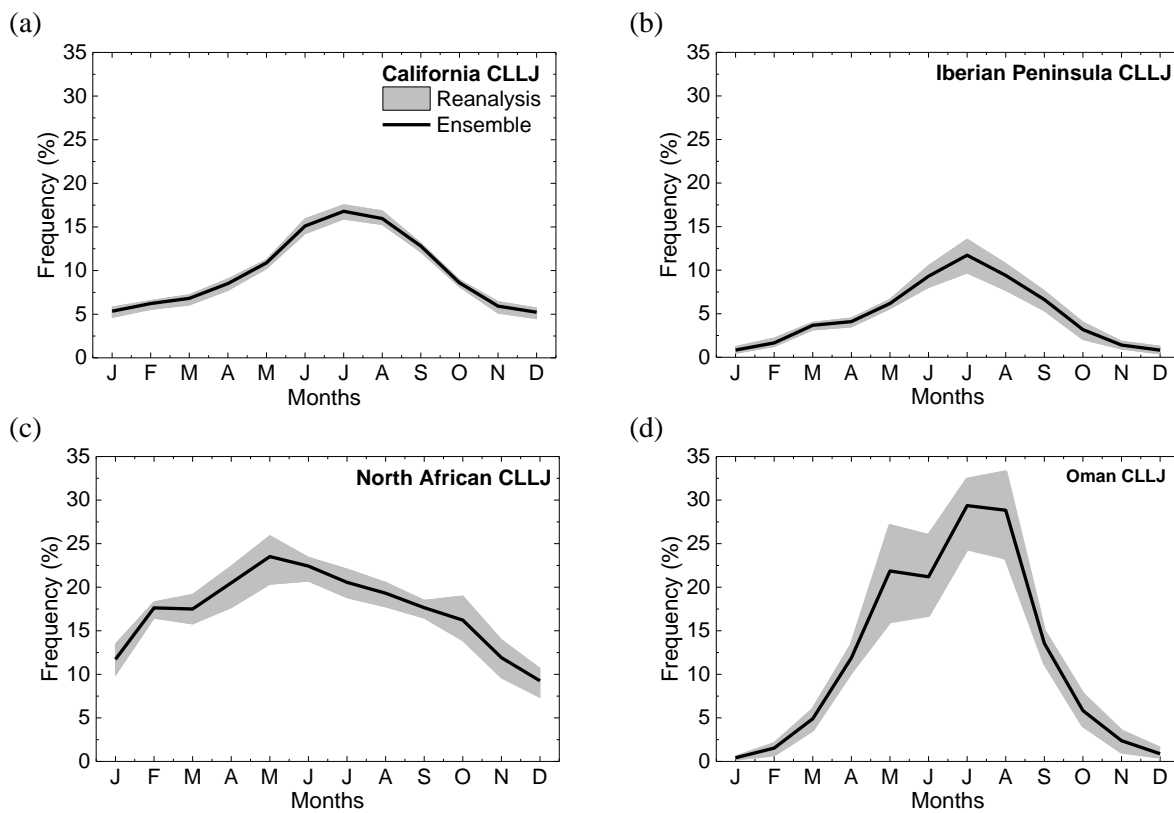 (a)
California CLLJ
Reanalysis
Ensemble
Frequency (%)
35
30
25
20
15
10
5
0
J F M A M J J A S O N D
Months
(b)
Iberian Peninsula CLLJ
Frequency (%)
35
30
25
20
15
10
5
0
J F M A M J J A S O N D
Months
(c)
North African CLLJ
Frequency (%)
35
30
25
20
15
10
5
0
J F M A M J J A S O N D
Months
(d)
Oman CLLJ
Frequency (%)
35
30
25
20
15
10
5
0
J F M A M J J A S O N D
Months